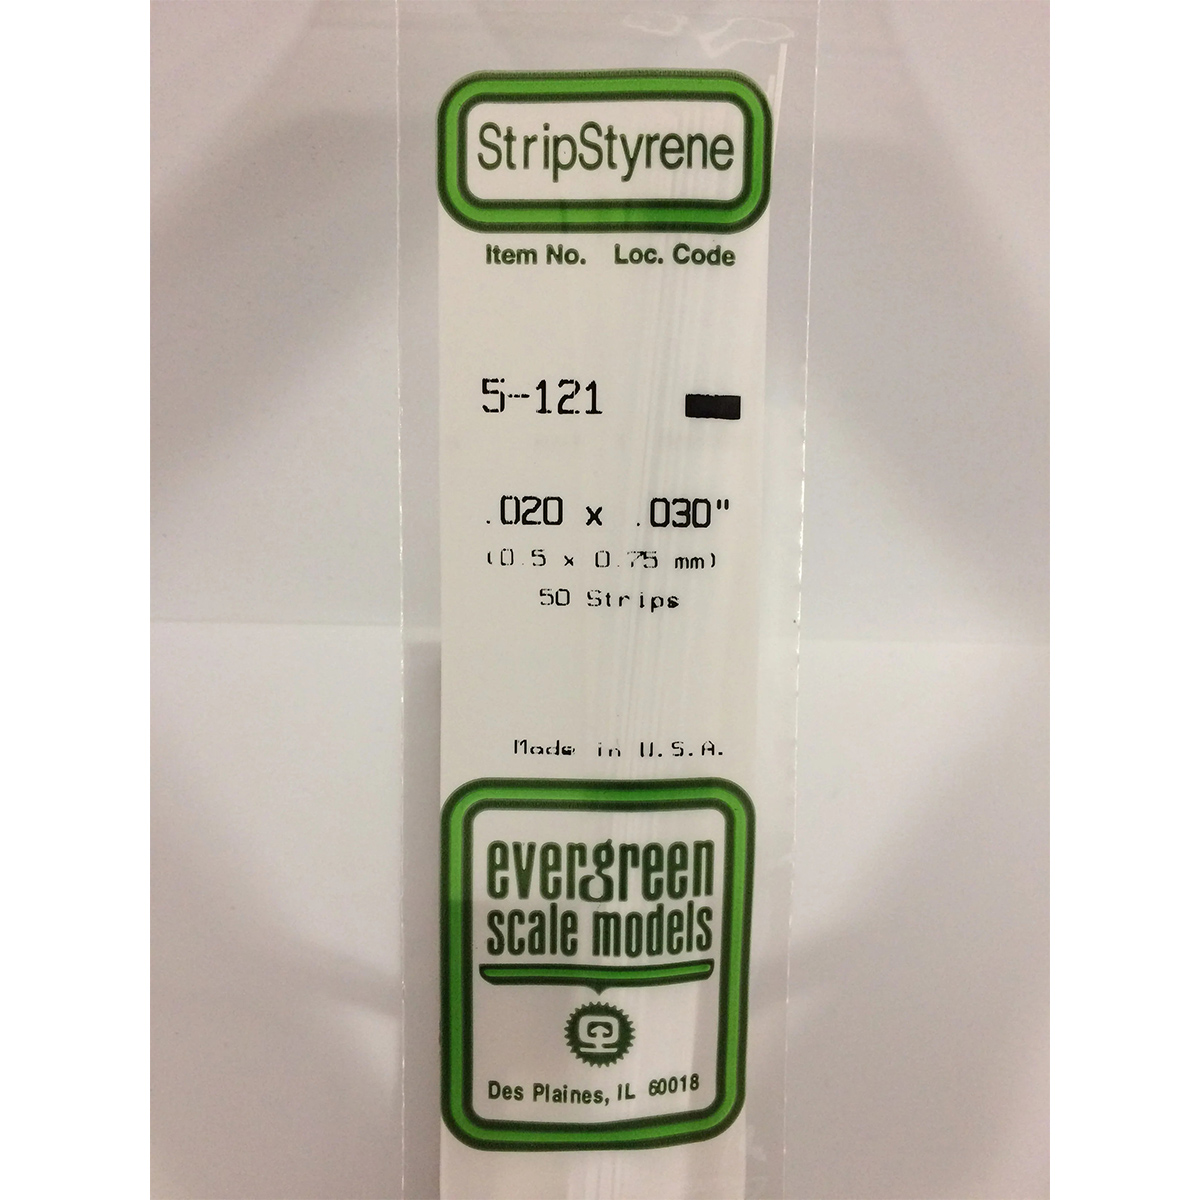 StripStyrene
Item No. Loc. Code
5-121
.020 x .030"
(0.5 x 0.75 mm)
50 Strips
Made in U.S.A.
evergreen
scale models
Des Plaines, IL 60018